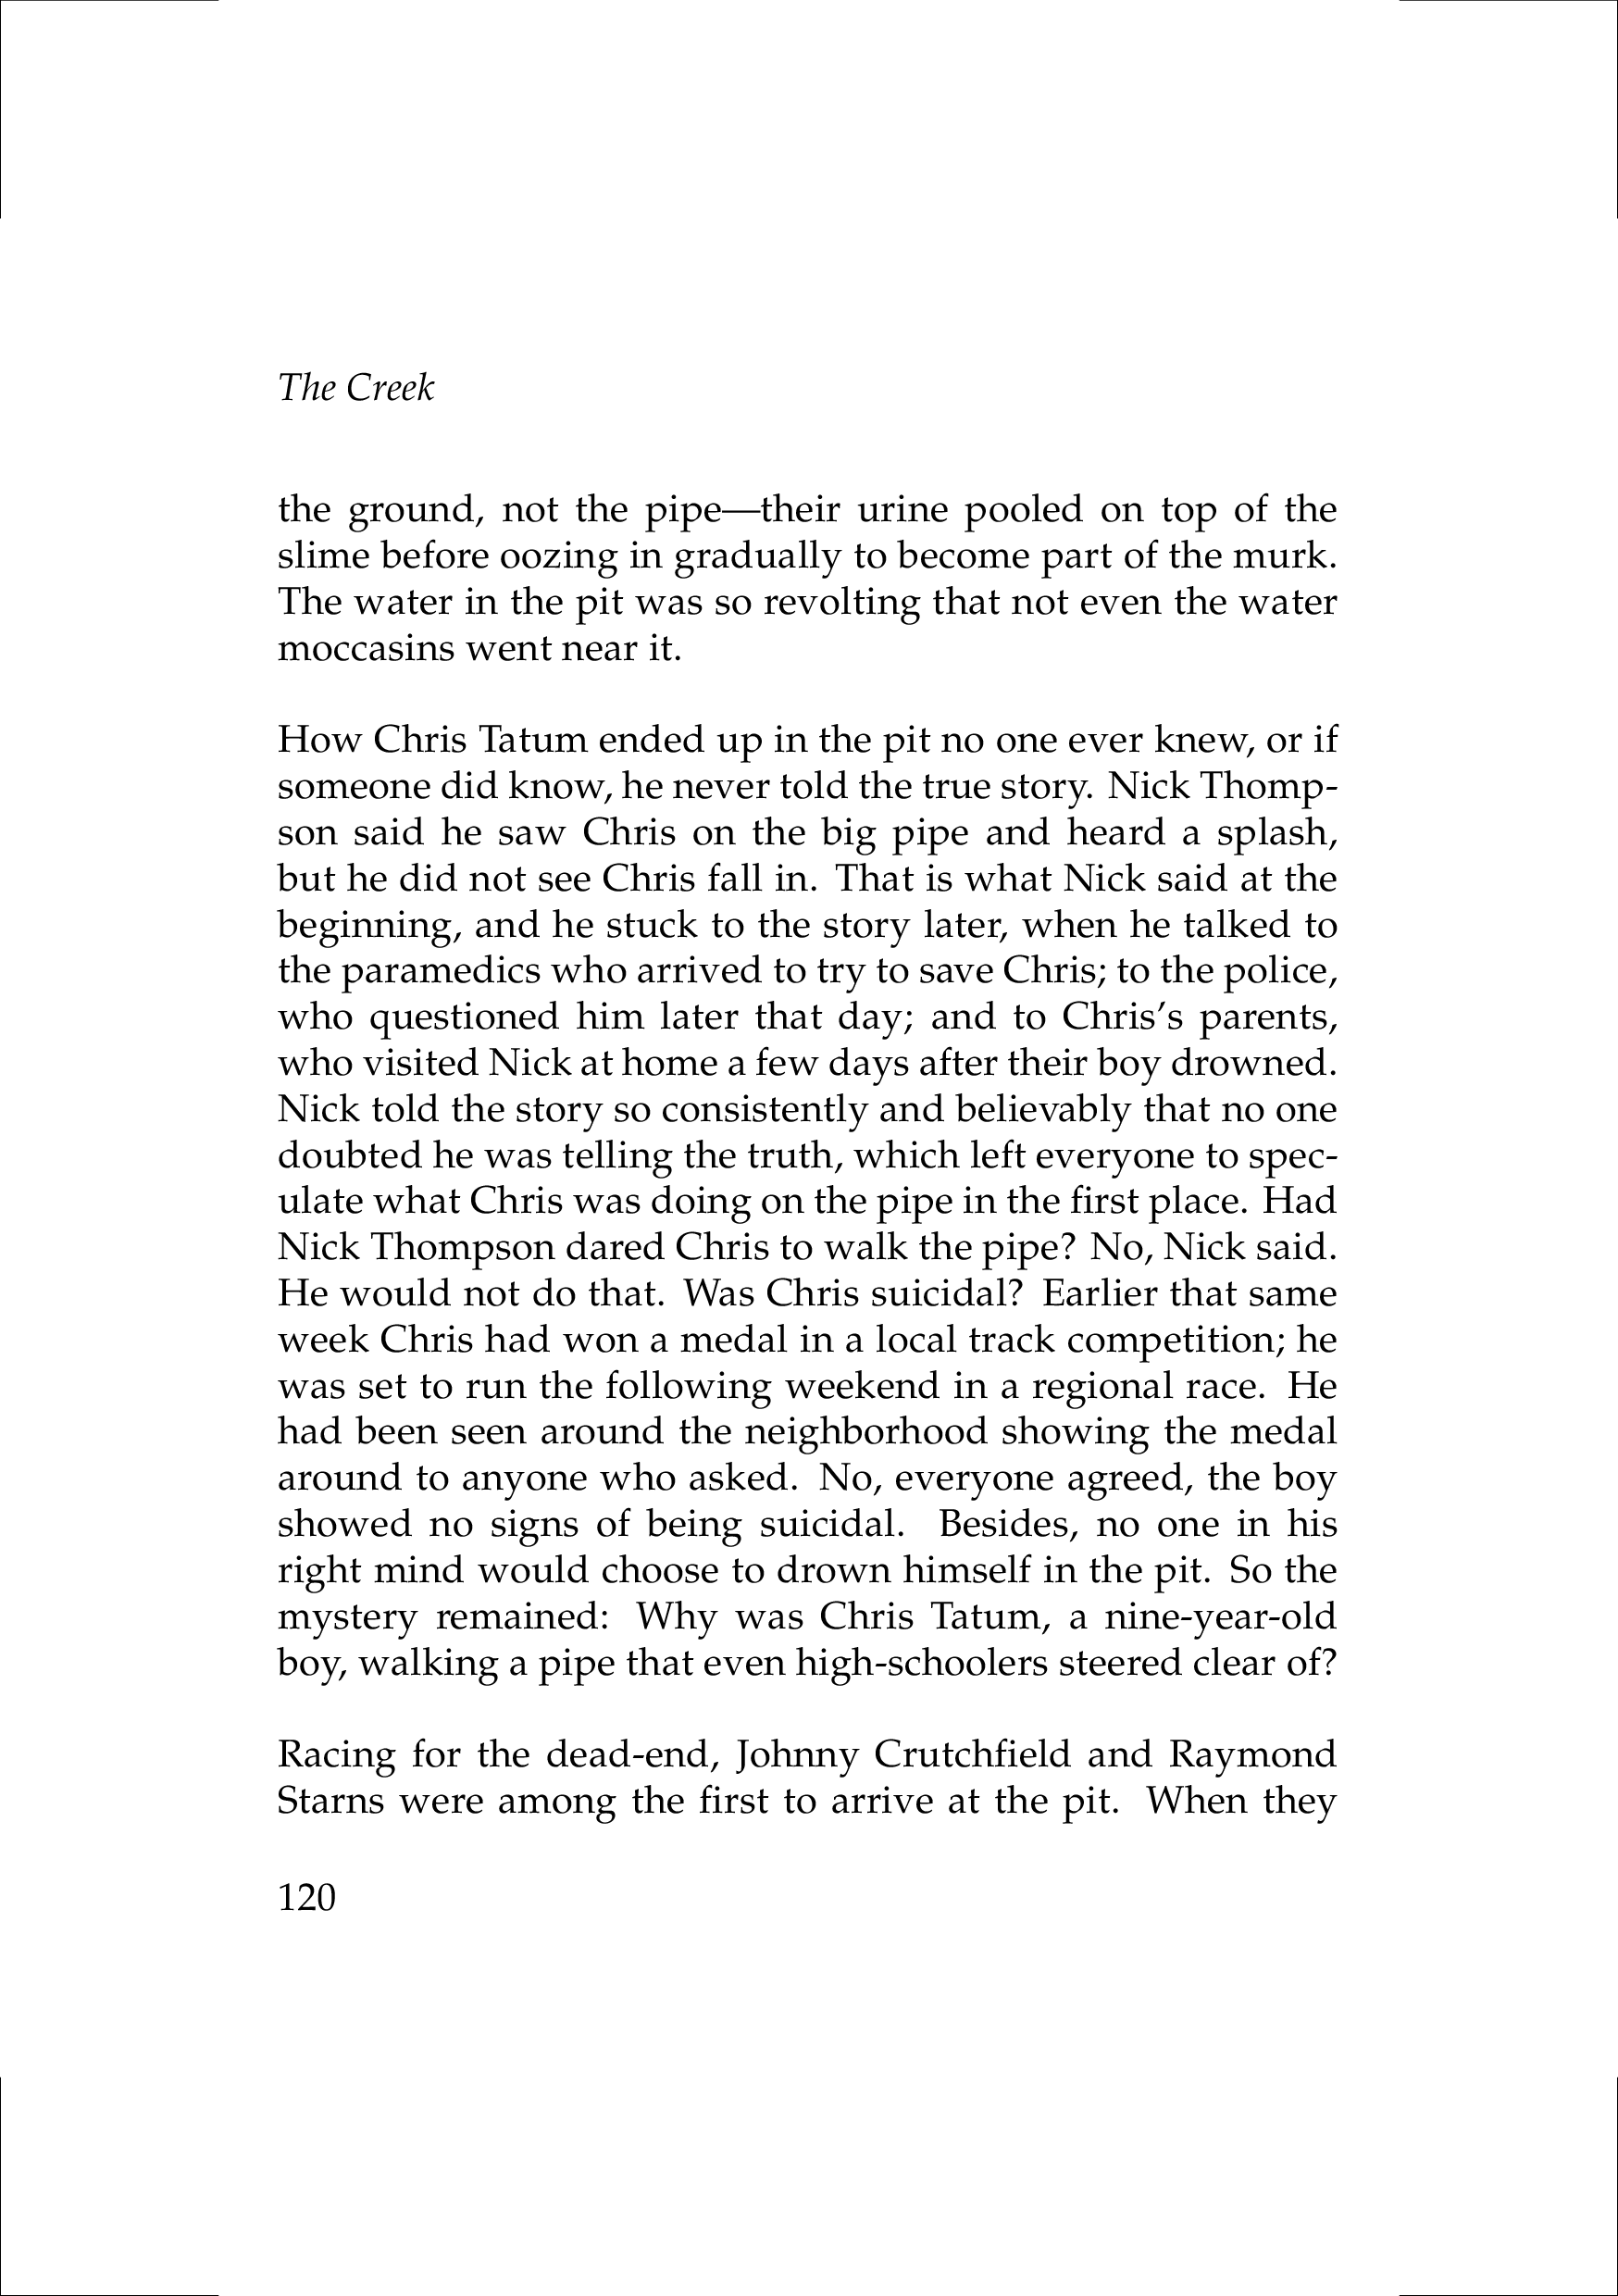 The Creek
the ground, not the pipe—their urine pooled on top of the
slime before oozing in gradually to become part of the murk.
The water in the pit was so revolting that not even the water
moccasins went near it.
How Chris Tatum ended up in the pit no one ever knew, or if
someone did know, he never told the true story. Nick Thomp-
son said he saw Chris on the big pipe and heard a splash,
but he did not see Chris fall in. That is what Nick said at the
beginning, and he stuck to the story later, when he talked to
the paramedics who arrived to try to save Chris; to the police,
who questioned him later that day; and to Chris’s parents,
who visited Nick at home a few days after their boy drowned.
Nick told the story so consistently and believably that no one
doubted he was telling the truth, which left everyone to spec-
ulate what Chris was doing on the pipe in the first place. Had
Nick Thompson dared Chris to walk the pipe? No, Nick said.
He would not do that. Was Chris suicidal? Earlier that same
week Chris had won a medal in a local track competition; he
was set to run the following weekend in a regional race. He
had been seen around the neighborhood showing the medal
around to anyone who asked. No, everyone agreed, the boy
showed no signs of being suicidal. Besides, no one in his
right mind would choose to drown himself in the pit. So the
mystery remained: Why was Chris Tatum, a nine-year-old
boy, walking a pipe that even high-schoolers steered clear of?
Racing for the dead-end, Johnny Crutchfield and Raymond
Starns were among the first to arrive at the pit. When they
120